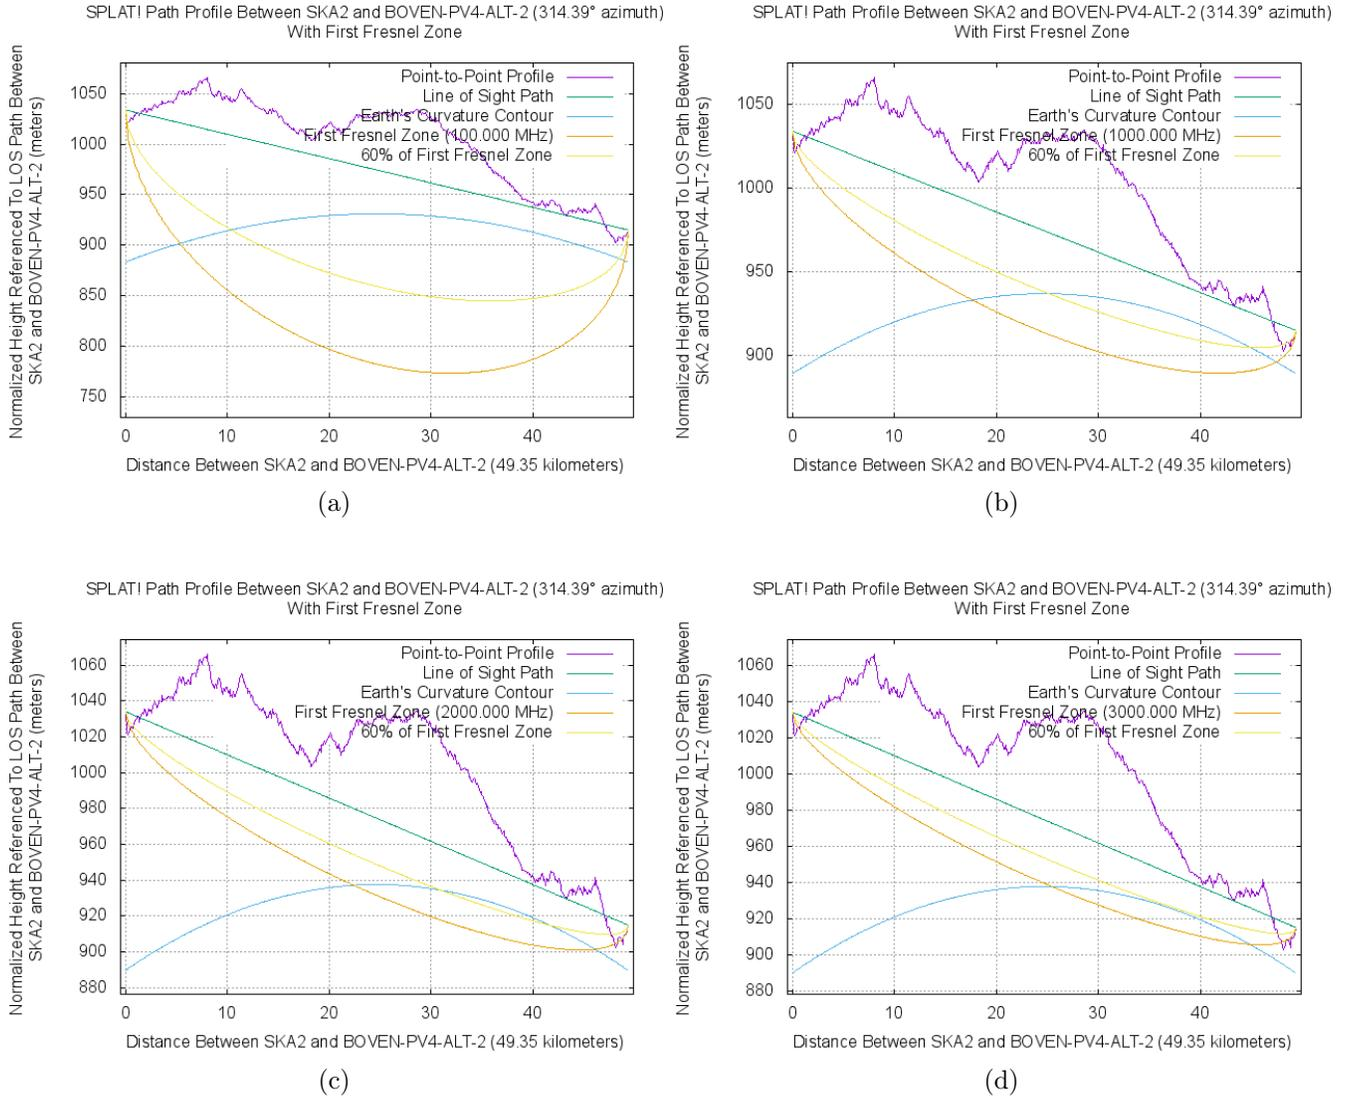 SPLAT! Path Profile Between SKA2 and BOVEN-PV4-ALT-2 (314.39° azimuth)
With First Fresnel Zone
Normalized Height Referenced To LOS Path Between
SKA2 and BOVEN-PV4-ALT-2 (meters)
1050
1000
950
900
850
800
750
Point-to-Point Profile
Line of Sight Path
Earth's Curvature Contour
First Fresnel Zone (100.000 MHz)
60% of First Fresnel Zone
0 10 20 30 40
Distance Between SKA2 and BOVEN-PV4-ALT-2 (49.35 kilometers)
(a)
SPLAT! Path Profile Between SKA2 and BOVEN-PV4-ALT-2 (314.39° azimuth)
With First Fresnel Zone
Normalized Height Referenced To LOS Path Between
SKA2 and BOVEN-PV4-ALT-2 (meters)
1050
1000
950
900
Point-to-Point Profile
Line of Sight Path
Earth's Curvature Contour
First Fresnel Zone (1000.000 MHz)
60% of First Fresnel Zone
0 10 20 30 40
Distance Between SKA2 and BOVEN-PV4-ALT-2 (49.35 kilometers)
(b)
SPLAT! Path Profile Between SKA2 and BOVEN-PV4-ALT-2 (314.39° azimuth)
With First Fresnel Zone
Normalized Height Referenced To LOS Path Between
SKA2 and BOVEN-PV4-ALT-2 (meters)
1060
1040
1020
1000
980
960
940
920
900
880
Point-to-Point Profile
Line of Sight Path
Earth's Curvature Contour
First Fresnel Zone (2000.000 MHz)
60% of First Fresnel Zone
0 10 20 30 40
Distance Between SKA2 and BOVEN-PV4-ALT-2 (49.35 kilometers)
(c)
SPLAT! Path Profile Between SKA2 and BOVEN-PV4-ALT-2 (314.39° azimuth)
With First Fresnel Zone
Normalized Height Referenced To LOS Path Between
SKA2 and BOVEN-PV4-ALT-2 (meters)
1060
1040
1020
1000
980
960
940
920
900
880
Point-to-Point Profile
Line of Sight Path
Earth's Curvature Contour
First Fresnel Zone (3000.000 MHz)
60% of First Fresnel Zone
0 10 20 30 40
Distance Between SKA2 and BOVEN-PV4-ALT-2 (49.35 kilometers)
(d)